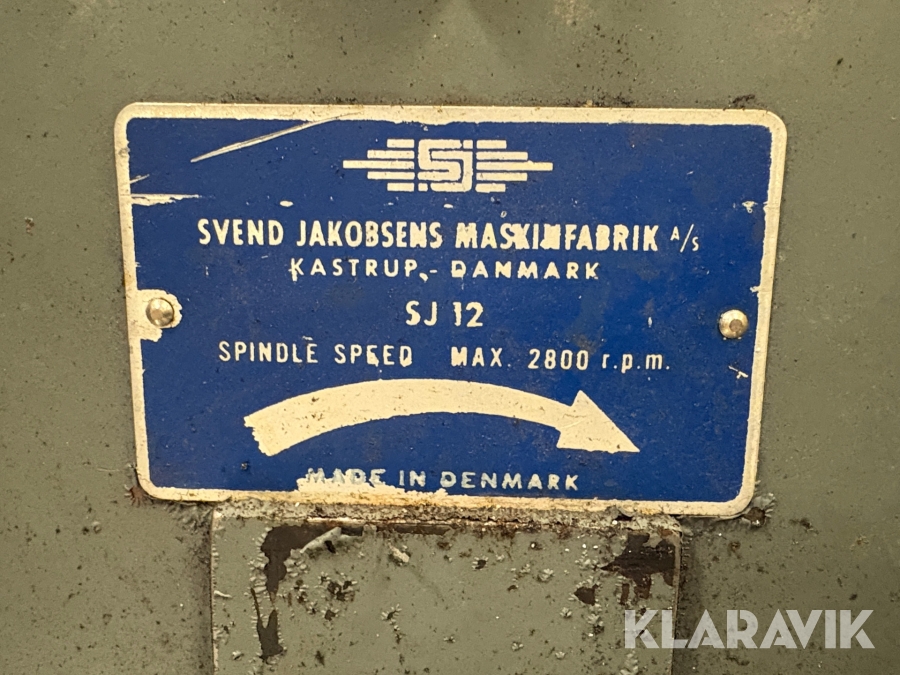 SJ
SVEND JAKOBSENS MASKINFABRIK A/S
KASTRUP - DANMARK
SJ 12
SPINDLE SPEED MAX. 2800 r.p.m.
MADE IN DENMARK
KLARAVIK